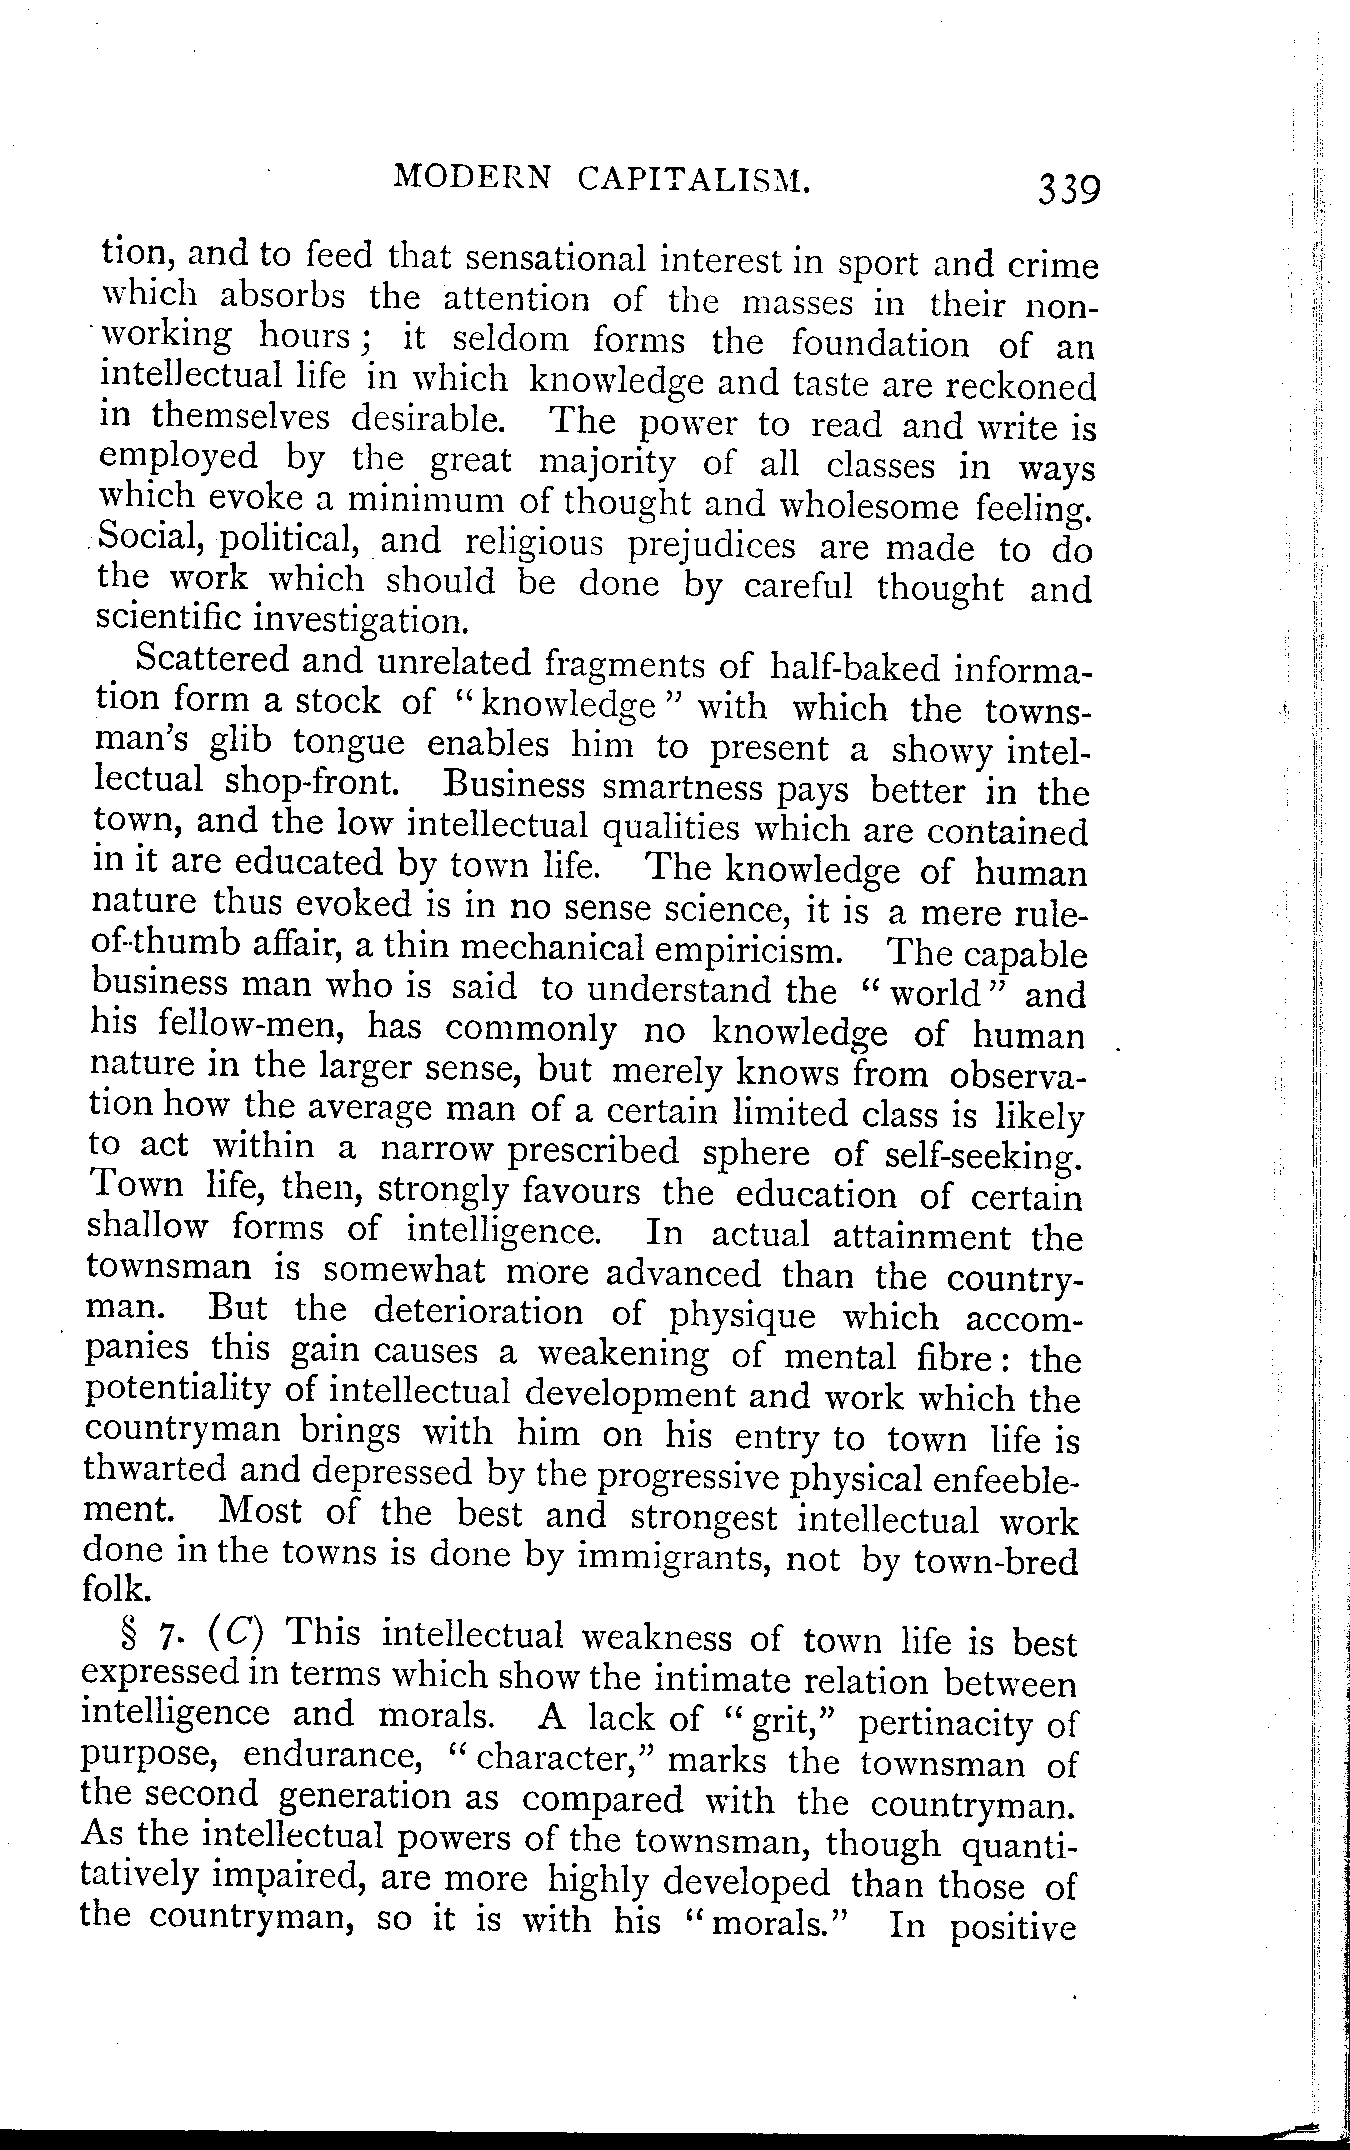 MODERN CAPITALISM. 339
tion, and to feed that sensational interest in sport and crime
which absorbs the attention of the masses in their non-
working hours; it seldom forms the foundation of an
intellectual life in which knowledge and taste are reckoned
in themselves desirable. The power to read and write is
employed by the great majority of all classes in ways
which evoke a minimum of thought and wholesome feeling.
Social, political, and religious prejudices are made to do
the work which should be done by careful thought and
scientific investigation.
Scattered and unrelated fragments of half-baked informa-
tion form a stock of "knowledge" with which the towns-
man's glib tongue enables him to present a showy intel-
lectual shop-front. Business smartness pays better in the
town, and the low intellectual qualities which are contained
in it are educated by town life. The knowledge of human
nature thus evoked is in no sense science, it is a mere rule-
of-thumb affair, a thin mechanical empiricism. The capable
business man who is said to understand the "world" and
his fellow-men, has commonly no knowledge of human
nature in the larger sense, but merely knows from observa-
tion how the average man of a certain limited class is likely
to act within a narrow prescribed sphere of self-seeking.
Town life, then, strongly favours the education of certain
shallow forms of intelligence. In actual attainment the
townsman is somewhat more advanced than the country-
man. But the deterioration of physique which accom-
panies this gain causes a weakening of mental fibre: the
potentiality of intellectual development and work which the
countryman brings with him on his entry to town life is
thwarted and depressed by the progressive physical enfeeble-
ment. Most of the best and strongest intellectual work
done in the towns is done by immigrants, not by town-bred
folk.
§ 7. (C) This intellectual weakness of town life is best
expressed in terms which show the intimate relation between
intelligence and morals. A lack of "grit," pertinacity of
purpose, endurance, "character," marks the townsman of
the second generation as compared with the countryman.
As the intellectual powers of the townsman, though quanti-
tatively impaired, are more highly developed than those of
the countryman, so it is with his "morals." In positive